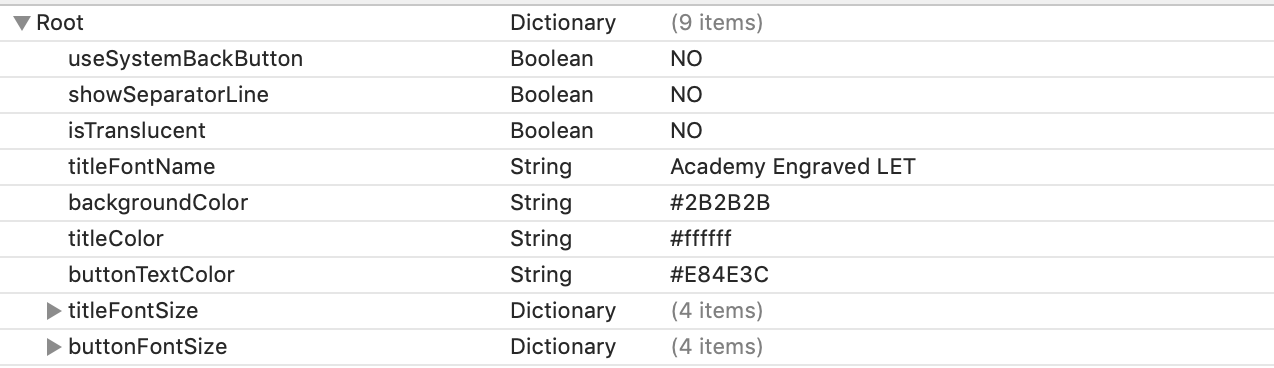 Root Dictionary (9 items)
useSystemBackButton Boolean NO
showSeparatorLine Boolean NO
isTranslucent Boolean NO
titleFontName String Academy Engraved LET
backgroundColor String #2B2B2B
titleColor String #ffffff
buttonTextColor String #E84E3C
titleFontSize Dictionary (4 items)
buttonFontSize Dictionary (4 items)